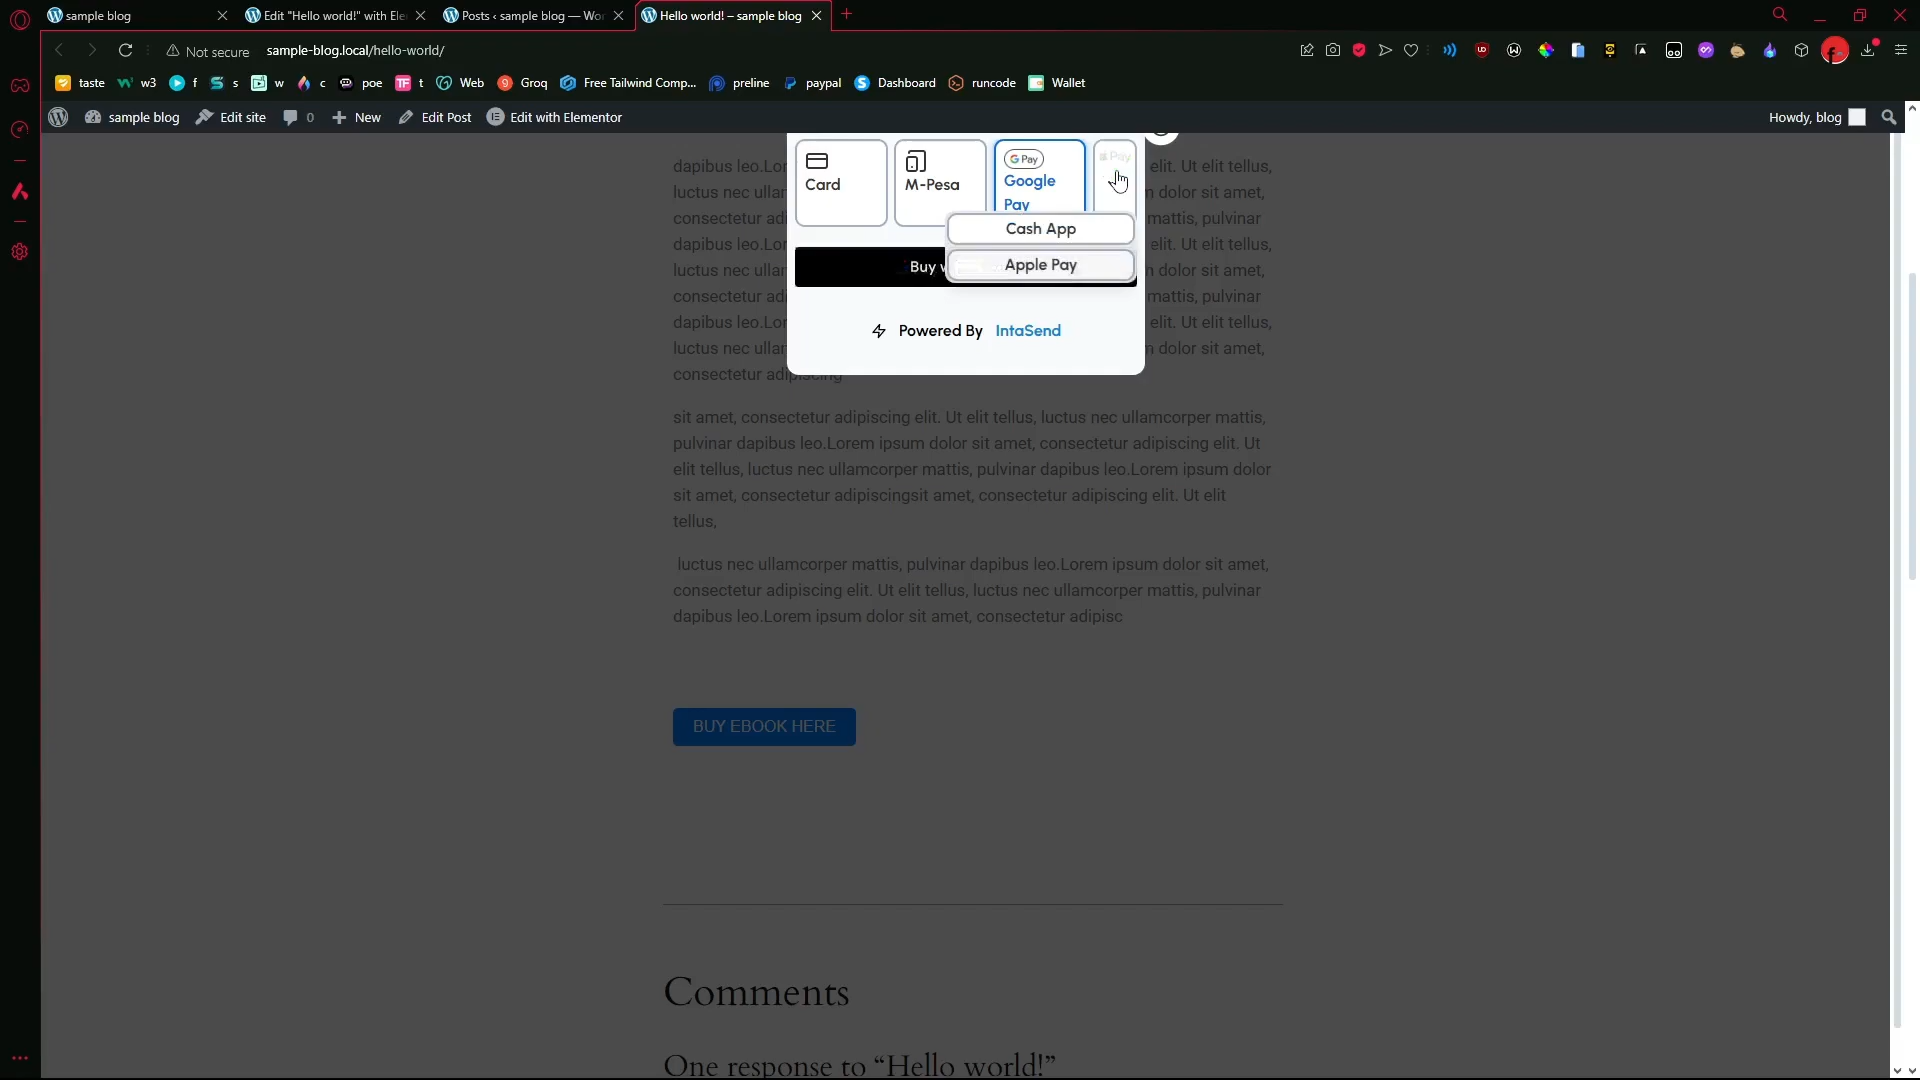 sample blog
Edit "Hello world!" with Ele
Posts ‹ sample blog — Wor
Hello world! – sample blog
Not secure
sample-blog.local/hello-world/
taste
w3
f
s
w
c
poe
t
Web
Groq
Free Tailwind Comp...
preline
paypal
Dashboard
runcode
Wallet
sample blog
Edit site
0
New
Edit Post
Edit with Elementor
Howdy, blog
Card
M-Pesa
G Pay
Google
Pay
Pay
Cash App
Buy
Apple Pay
Powered By IntaSend
dapibus leo.Lor elit. Ut elit tellus,
luctus nec ullar dolor sit amet,
consectetur adi mattis, pulvinar
dapibus leo.Lor elit. Ut elit tellus,
luctus nec ullar dolor sit amet,
consectetur adi mattis, pulvinar
dapibus leo.Lor elit. Ut elit tellus,
luctus nec ullar dolor sit amet,
consectetur adipiscing
sit amet, consectetur adipiscing elit. Ut elit tellus, luctus nec ullamcorper mattis,
pulvinar dapibus leo.Lorem ipsum dolor sit amet, consectetur adipiscing elit. Ut
elit tellus, luctus nec ullamcorper mattis, pulvinar dapibus leo.Lorem ipsum dolor
sit amet, consectetur adipiscingsit amet, consectetur adipiscing elit. Ut elit
tellus,
luctus nec ullamcorper mattis, pulvinar dapibus leo.Lorem ipsum dolor sit amet,
consectetur adipiscing elit. Ut elit tellus, luctus nec ullamcorper mattis, pulvinar
dapibus leo.Lorem ipsum dolor sit amet, consectetur adipisc
BUY EBOOK HERE
Comments
One response to “Hello world!”